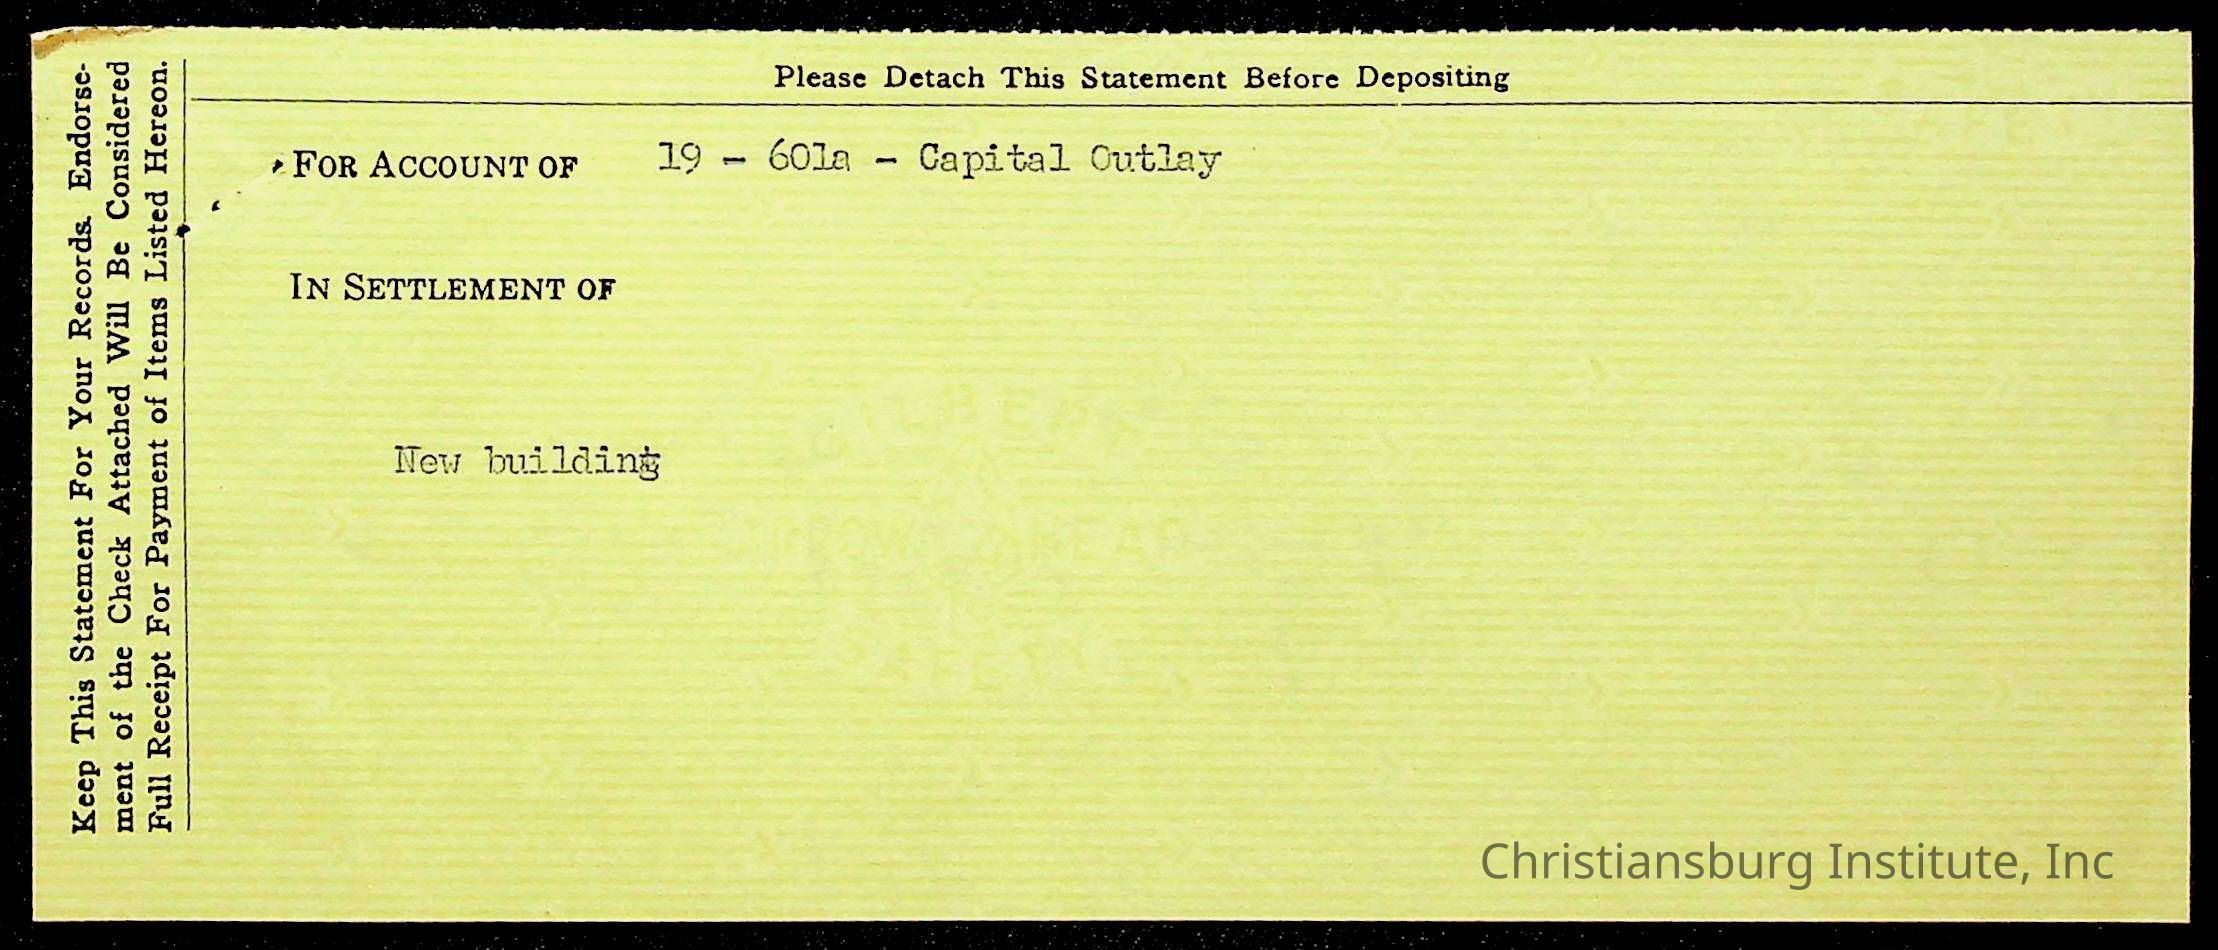 Please Detach This Statement Before Depositing
Keep This Statement For Your Records. Endorse-
ment of the Check Attached Will Be Considered
Full Receipt For Payment of Items Listed Hereon.
FOR ACCOUNT OF 19 - 601a - Capital Outlay
IN SETTLEMENT OF
New building
SAFETY
Christiansburg Institute, Inc